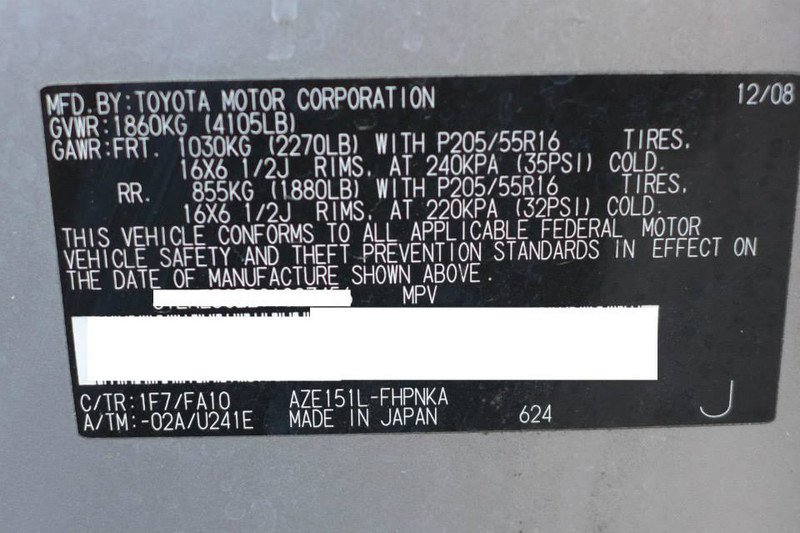 MFD.BY:TOYOTA MOTOR CORPORATION 12/08
GVWR:1860KG (4105LB)
GAWR:FRT. 1030KG (2270LB) WITH P205/55R16 TIRES,
16X6 1/2J RIMS, AT 240KPA (35PSI) COLD.
RR. 855KG (1880LB) WITH P205/55R16 TIRES,
16X6 1/2J RIMS, AT 220KPA (32PSI) COLD.
THIS VEHICLE CONFORMS TO ALL APPLICABLE FEDERAL MOTOR
VEHICLE SAFETY AND THEFT PREVENTION STANDARDS IN EFFECT ON
THE DATE OF MANUFACTURE SHOWN ABOVE.
MPV
C/TR:1F7/FA10 AZE151L-FHPNKA
A/TM:-02A/U241E MADE IN JAPAN 624 J